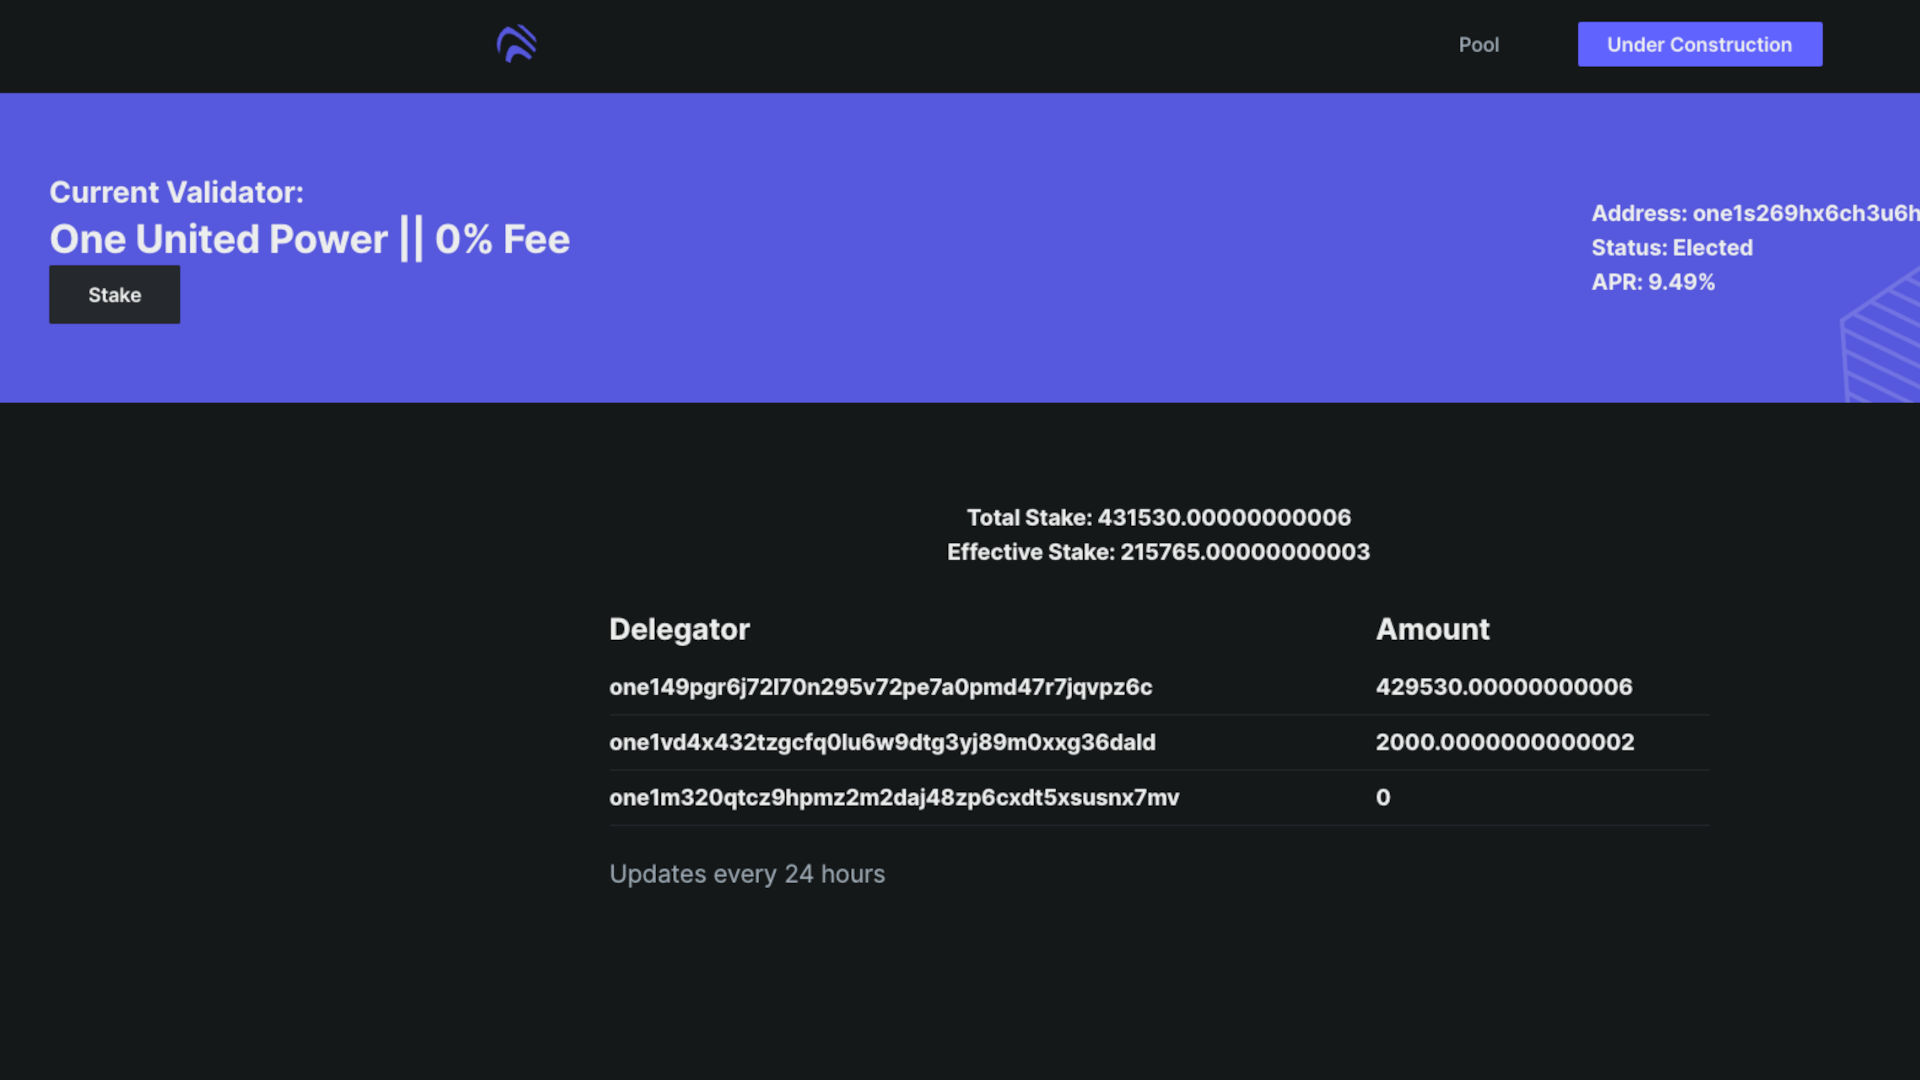 Pool
Under Construction
Current Validator:
One United Power || 0% Fee
Stake
Address: one1s269hx6ch3u6h
Status: Elected
APR: 9.49%
Total Stake: 431530.00000000006
Effective Stake: 215765.00000000003
Delegator Amount
one149pgr6j72l70n295v72pe7a0pmd47r7jqvpz6c 429530.00000000006
one1vd4x432tzgcfq0lu6w9dtg3yj89m0xxg36dald 2000.0000000000002
one1m320qtcz9hpmz2m2daj48zp6cxdt5xsusnx7mv 0
Updates every 24 hours